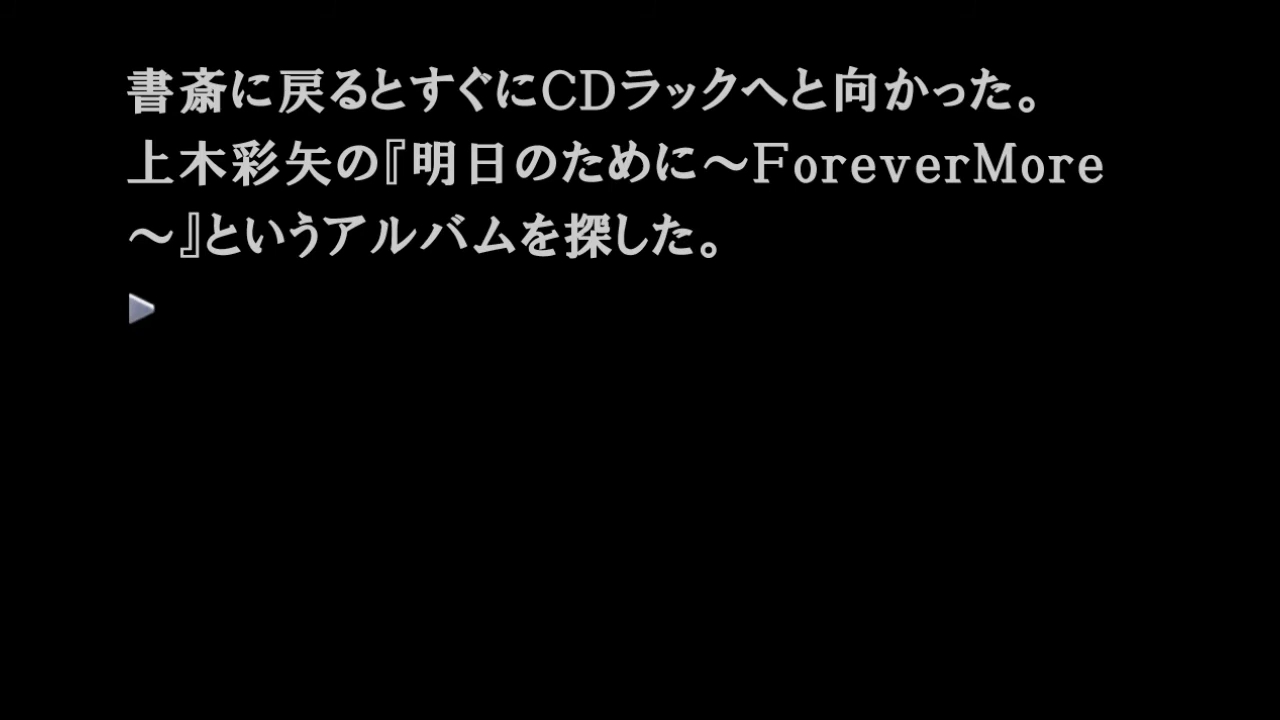 書斎に戻るとすぐにCDラックへと向かった。
上木彩矢の『明日のために～ForeverMore
～』というアルバムを探した。